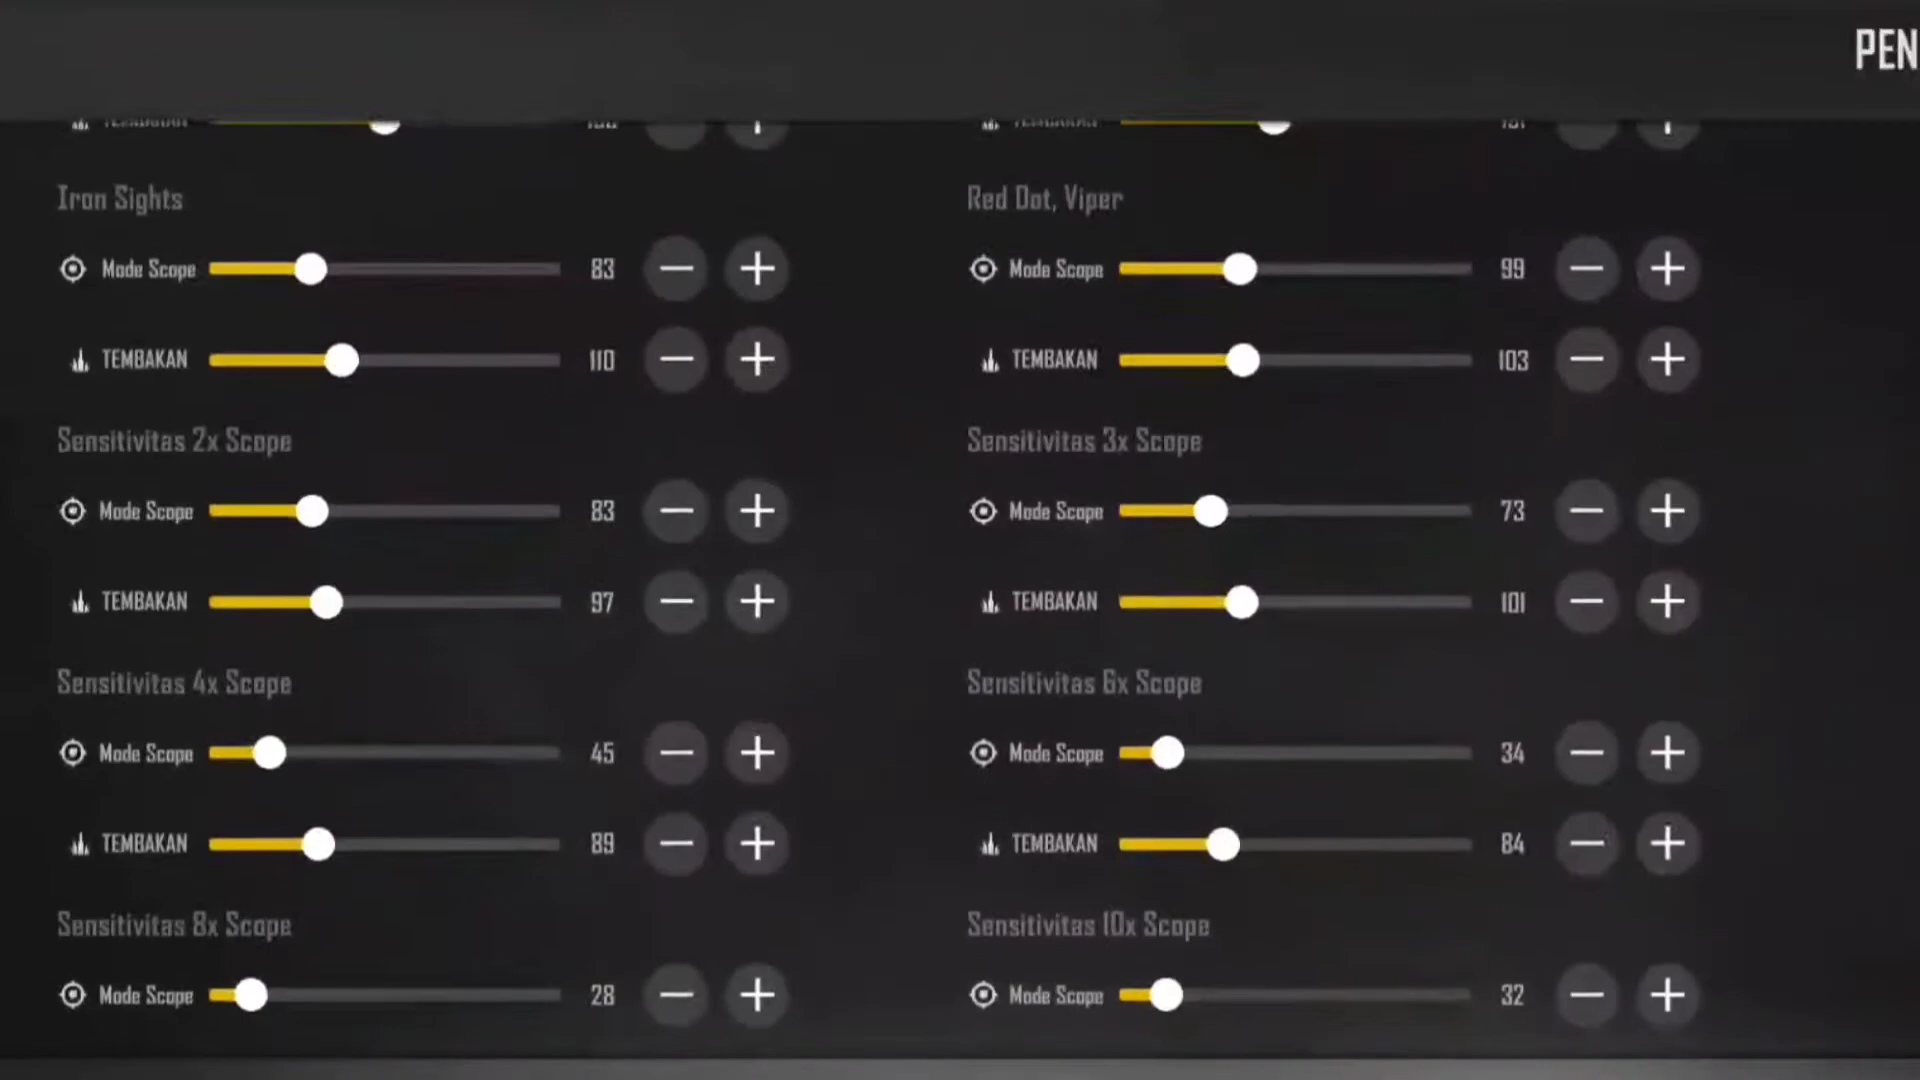 PEN
Iron Sights
Mode Scope 83
TEMBAKAN 110
Red Dot, Viper
Mode Scope 99
TEMBAKAN 103
Sensitivitas 2x Scope
Mode Scope 83
TEMBAKAN 97
Sensitivitas 3x Scope
Mode Scope 73
TEMBAKAN 101
Sensitivitas 4x Scope
Mode Scope 45
TEMBAKAN 89
Sensitivitas 6x Scope
Mode Scope 34
TEMBAKAN 84
Sensitivitas 8x Scope
Mode Scope 28
Sensitivitas 10x Scope
Mode Scope 32